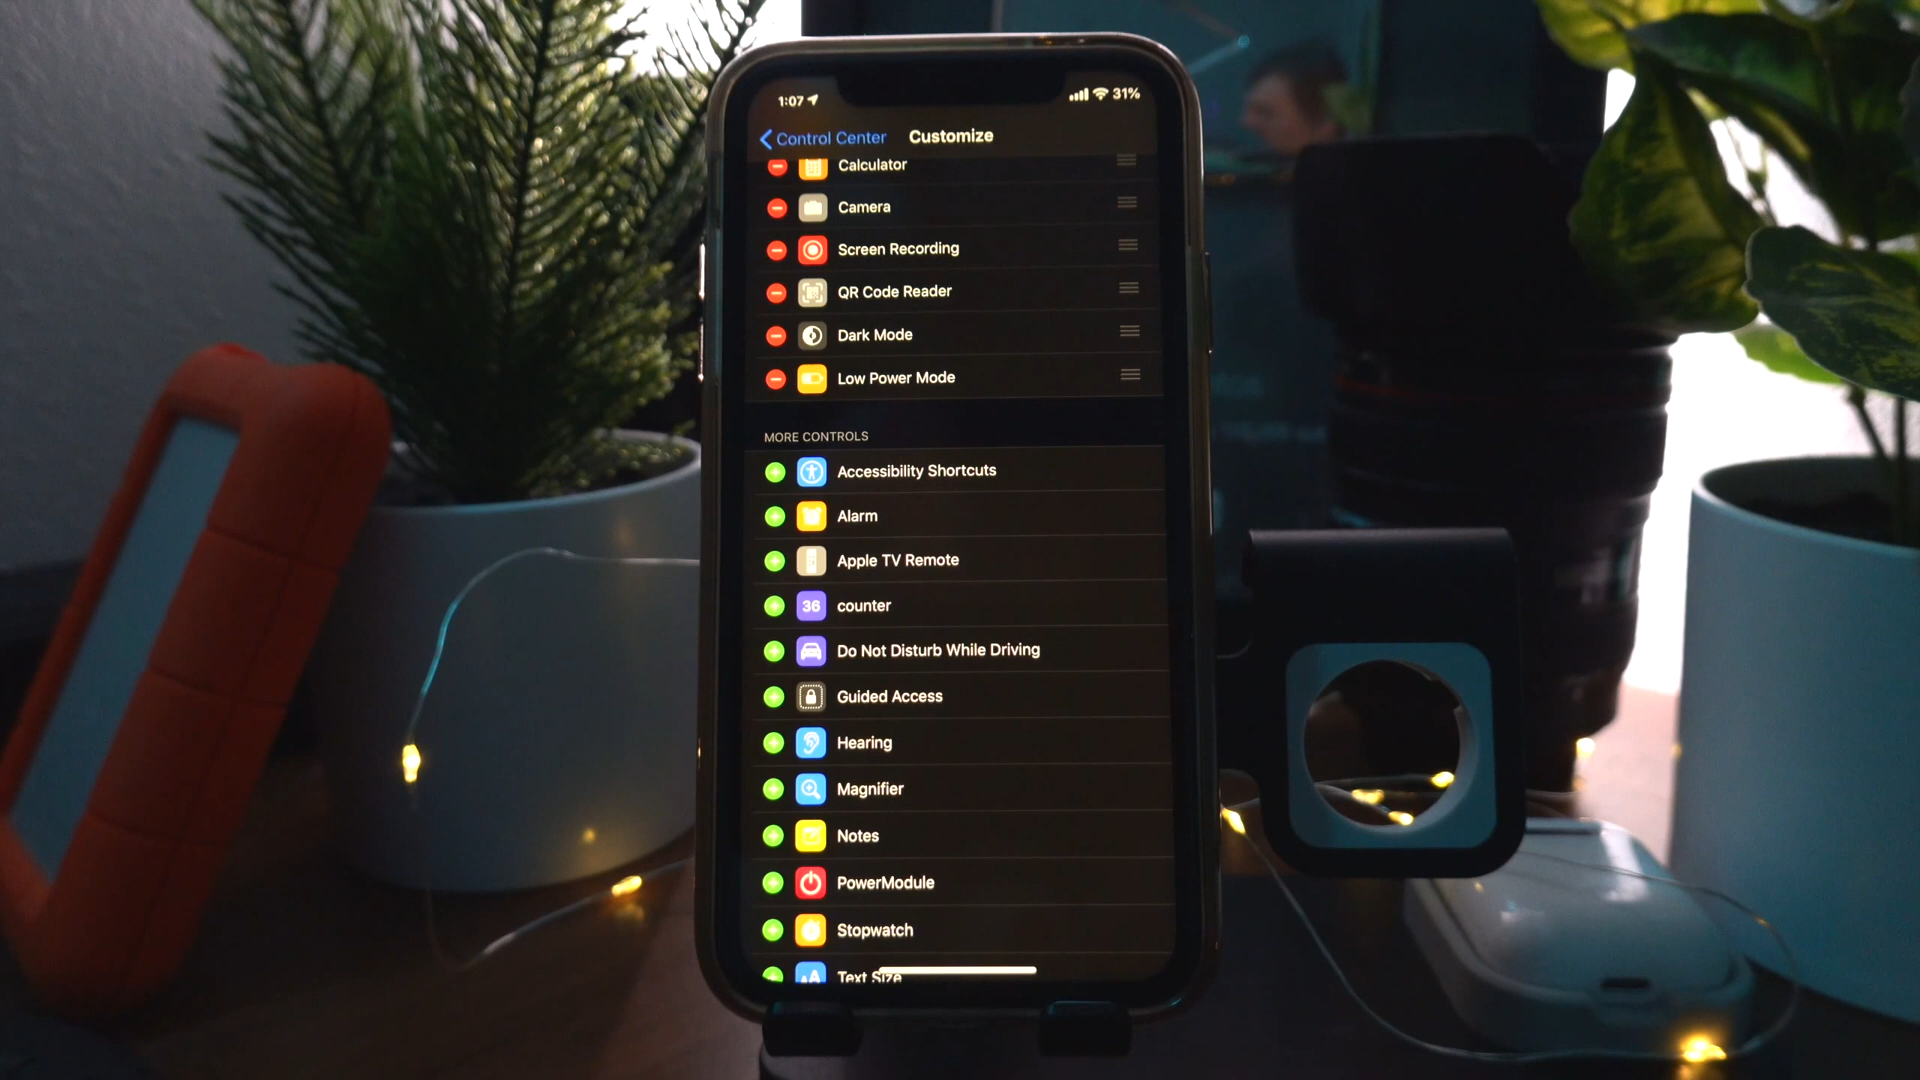 1:07
31%
Control Center
Customize
Calculator
Camera
Screen Recording
QR Code Reader
Dark Mode
Low Power Mode
MORE CONTROLS
Accessibility Shortcuts
Alarm
Apple TV Remote
36 counter
Do Not Disturb While Driving
Guided Access
Hearing
Magnifier
Notes
PowerModule
Stopwatch
AA Text Size